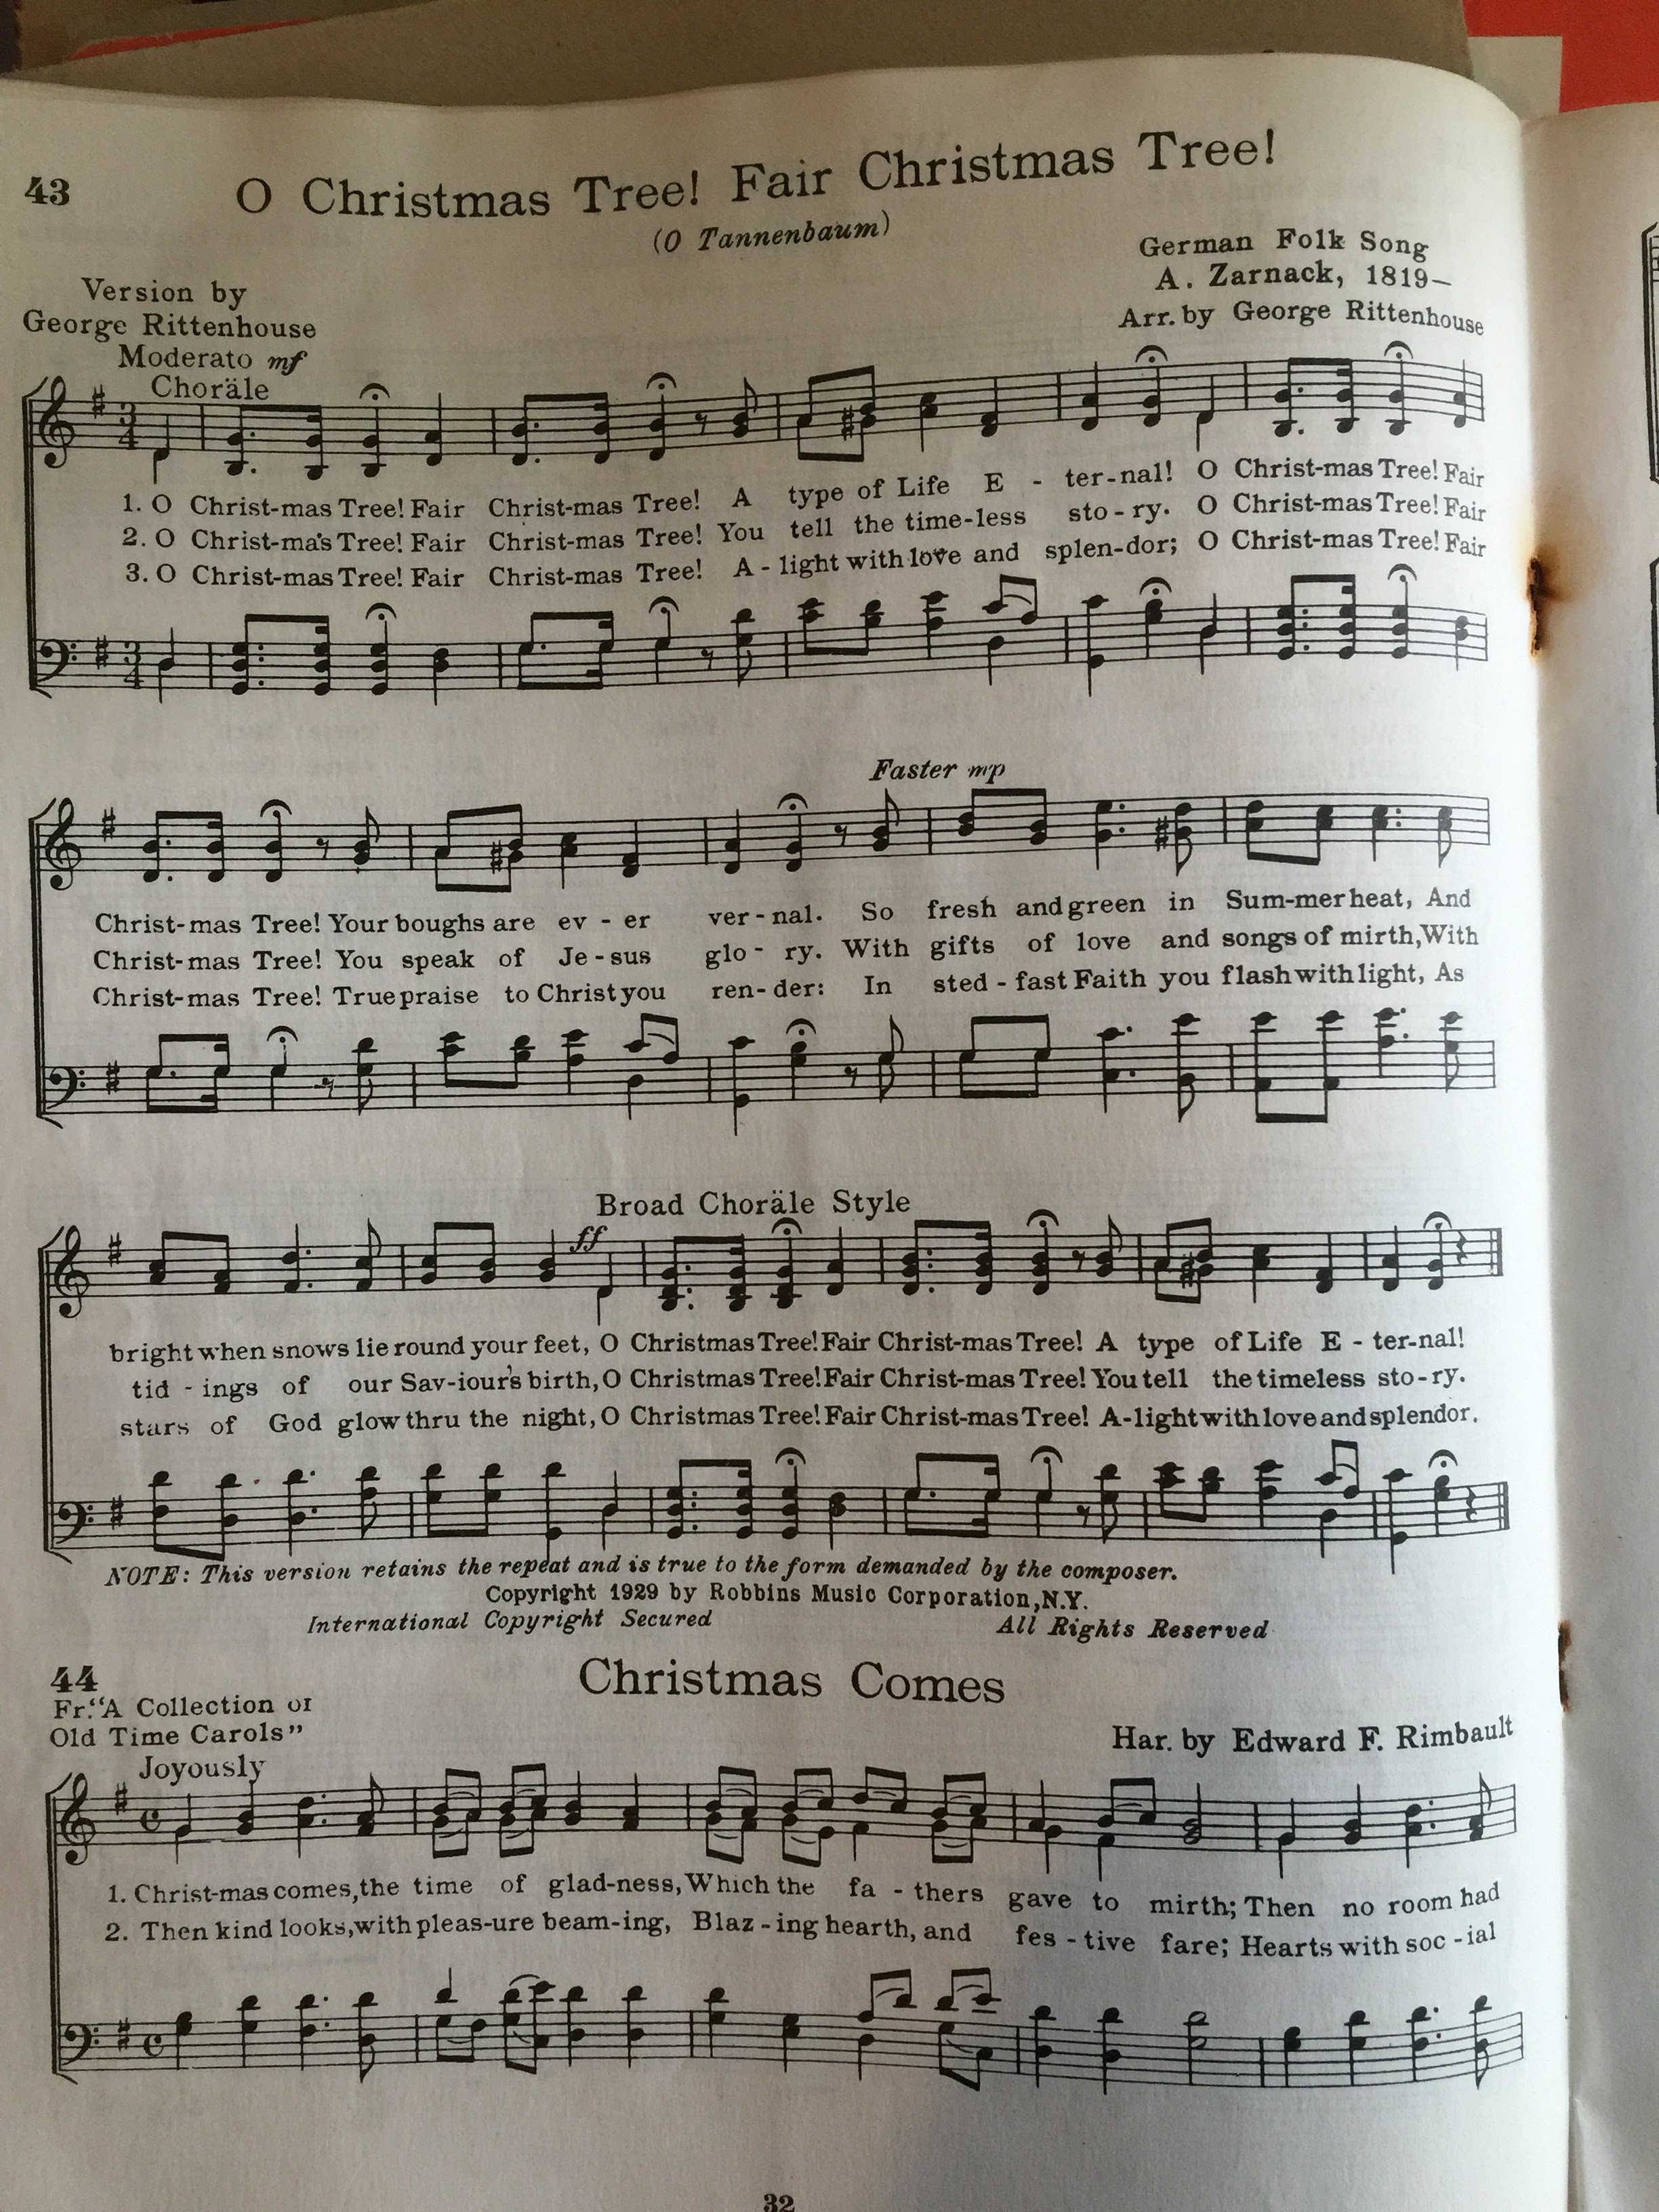 43
O Christmas Tree! Fair Christmas Tree!
(O Tannenbaum)
German Folk Song
A. Zarnack, 1819—
Arr. by George Rittenhouse
Version by
George Rittenhouse
Moderato mf
Choräle
1. O Christ-mas Tree! Fair Christ-mas Tree! A type of Life E - ter-nal! O Christ-mas Tree! Fair
2. O Christ-mas Tree! Fair Christ-mas Tree! You tell the time-less sto-ry. O Christ-mas Tree! Fair
3. O Christ-mas Tree! Fair Christ-mas Tree! A-light with love and splen-dor; O Christ-mas Tree! Fair
Faster mp
Christ-mas Tree! Your boughs are ev-er ver-nal. So fresh and green in Sum-mer heat, And
Christ-mas Tree! You speak of Je-sus glo-ry. With gifts of love and songs of mirth, With
Christ-mas Tree! True praise to Christ you ren-der: In sted-fast Faith you flash with light, As
Broad Choräle Style
ff
bright when snows lie round your feet, O Christmas Tree! Fair Christ-mas Tree! A type of Life E - ter-nal!
tid-ings of our Sav-iour's birth, O Christmas Tree! Fair Christ-mas Tree! You tell the timeless sto-ry.
stars of God glow thru the night, O Christmas Tree! Fair Christ-mas Tree! A-light with love and splendor.
NOTE: This version retains the repeat and is true to the form demanded by the composer.
Copyright 1929 by Robbins Music Corporation, N.Y.
International Copyright Secured All Rights Reserved
44
Christmas Comes
Fr. "A Collection of
Old Time Carols"
Har. by Edward F. Rimbault
Joyously
1. Christ-mas comes, the time of glad-ness, Which the fa-thers gave to mirth; Then no room had
2. Then kind looks, with pleas-ure beam-ing, Blaz-ing hearth, and fes-tive fare; Hearts with soc-ial
32